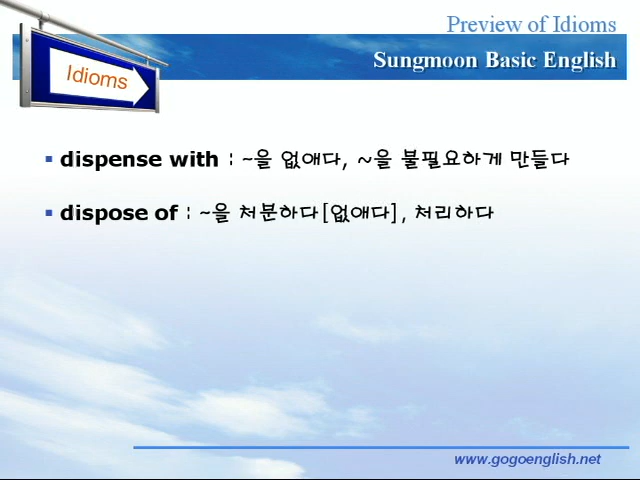 Preview of Idioms
Sungmoon Basic English
Idioms
▪ dispense with : ~을 없애다, ~을 불필요하게 만들다
▪ dispose of : ~을 처분하다[없애다], 처리하다
www.gogoenglish.net